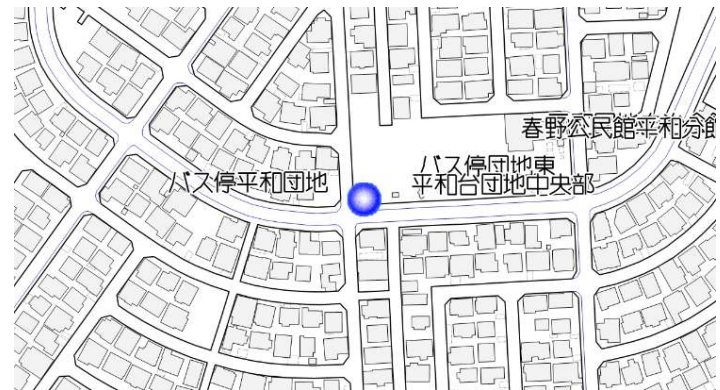 春野公民館平和分館
バス停平和団地
バス停団地東
平和台団地中央部